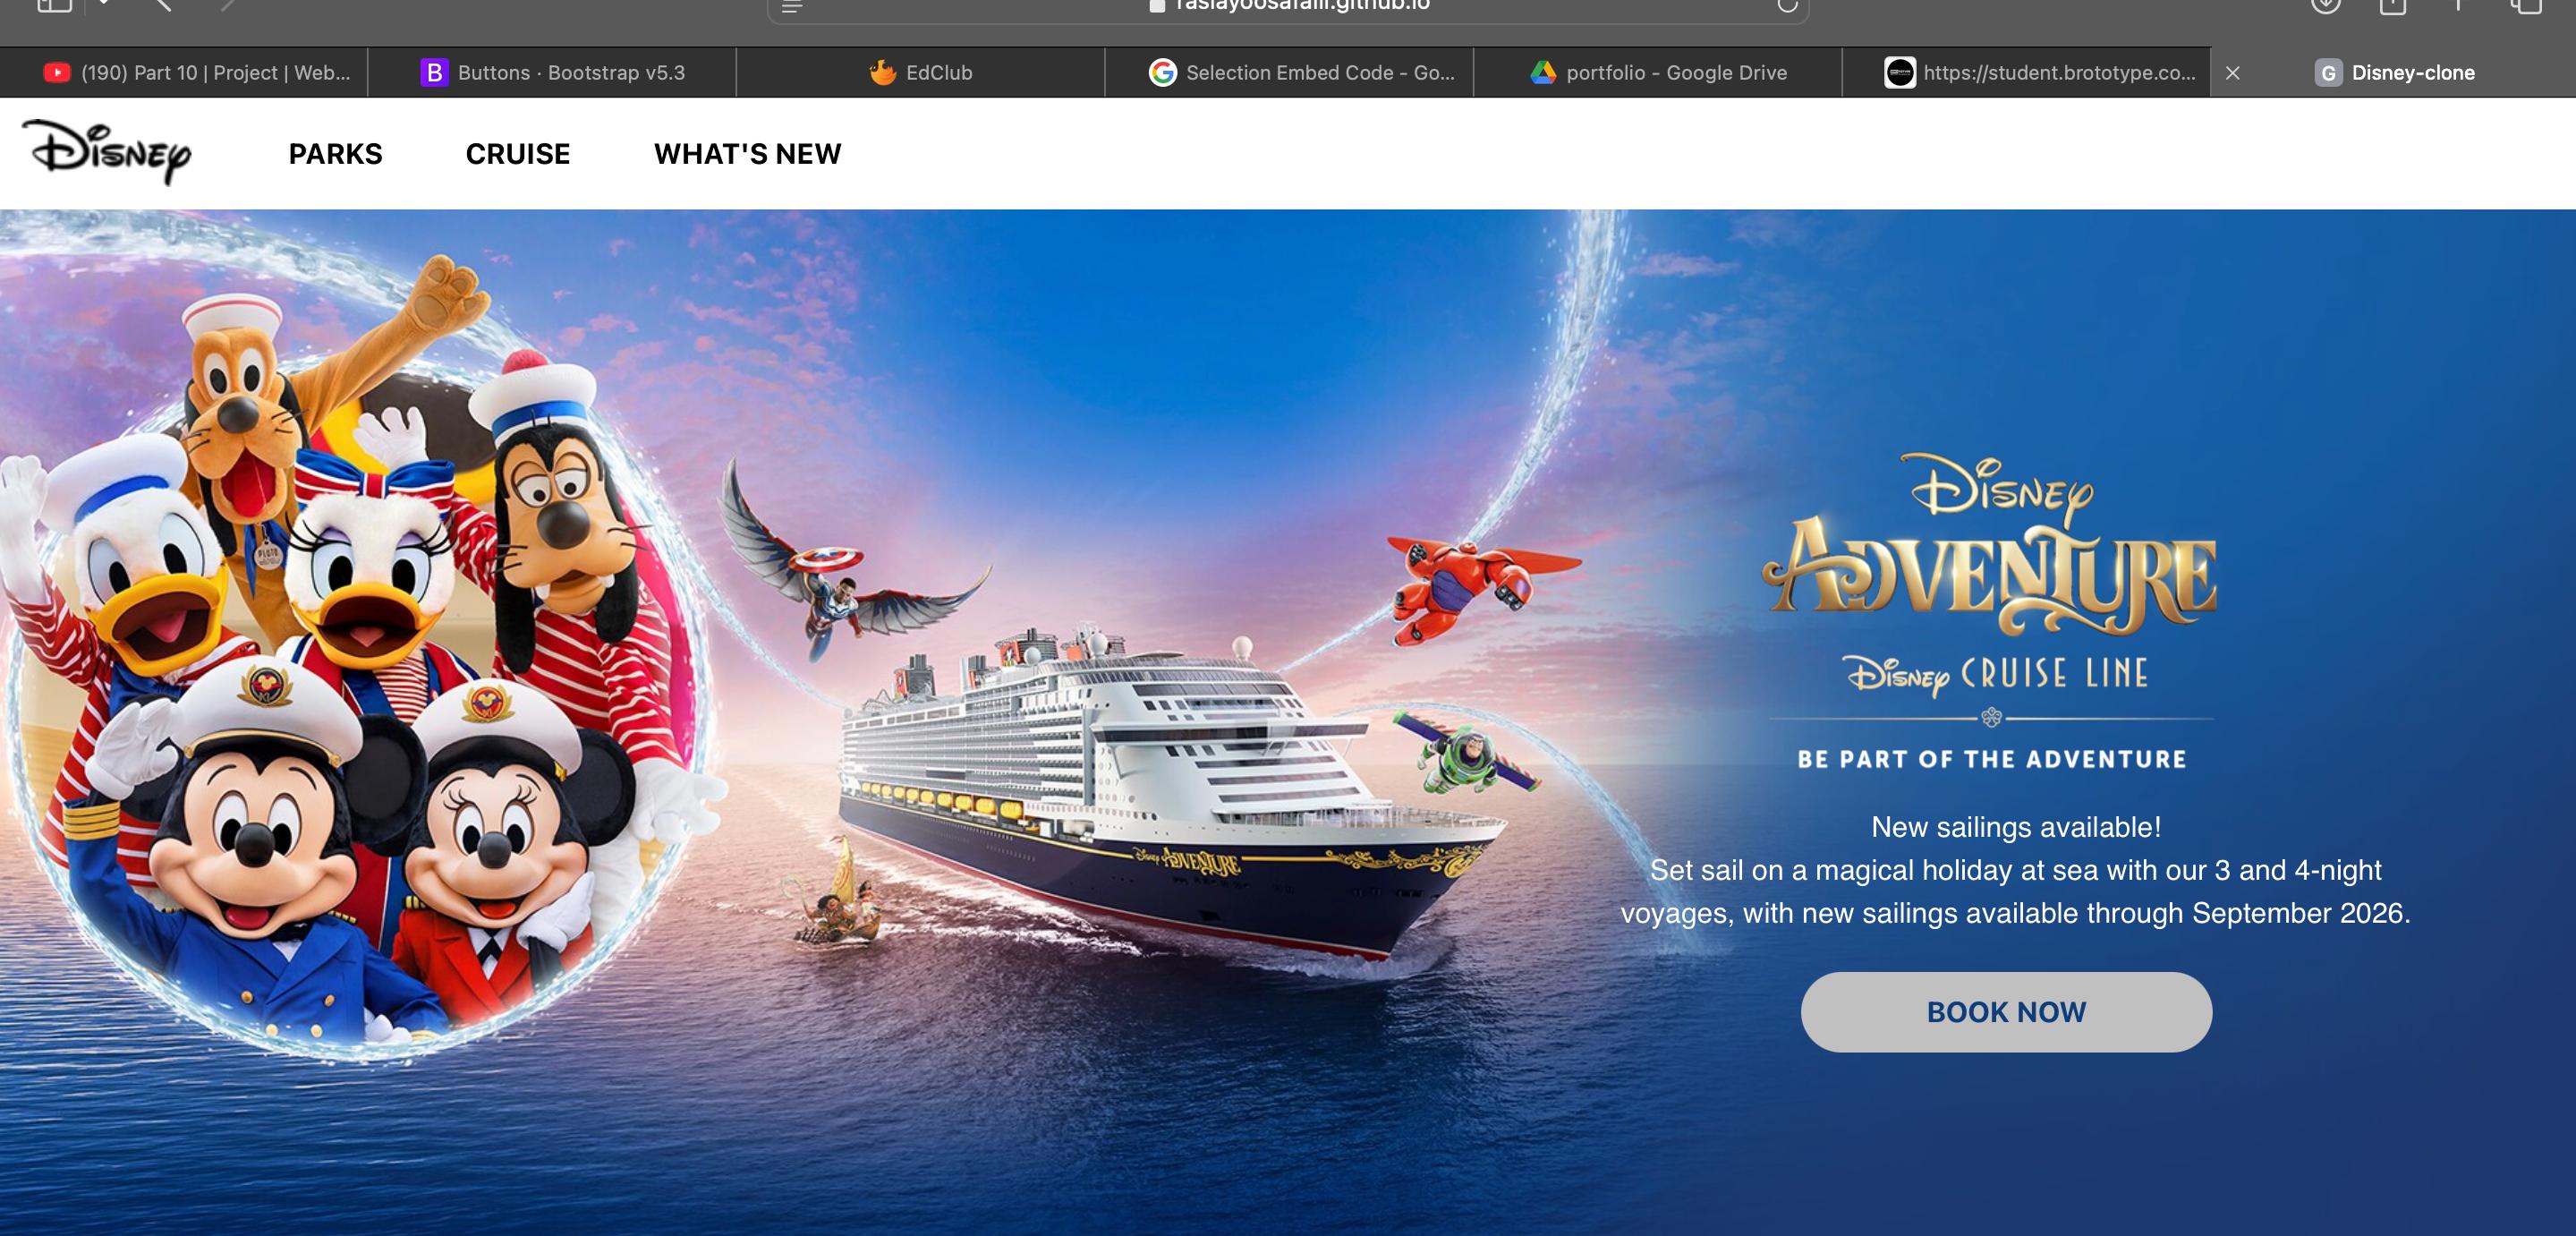 (190) Part 10 | Project | Web...
Buttons · Bootstrap v5.3
EdClub
Selection Embed Code - Go...
portfolio - Google Drive
https://student.brototype.co...
Disney-clone
Disney
PARKS
CRUISE
WHAT'S NEW
Disney
ADVENTURE
Disney CRUISE LINE
BE PART OF THE ADVENTURE
New sailings available!
Set sail on a magical holiday at sea with our 3 and 4-night
voyages, with new sailings available through September 2026.
BOOK NOW
PLUTO
Disney ADVENTURE